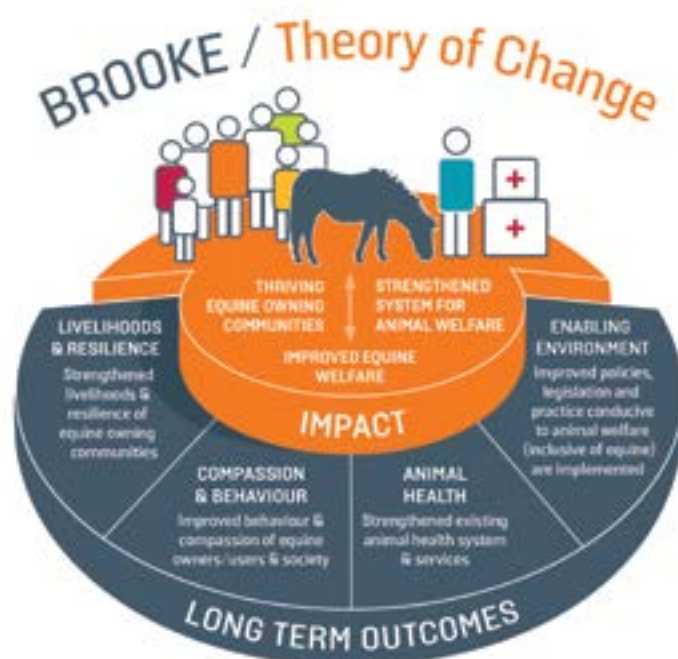 BROOKE / Theory of Change
THRIVING
EQUINE OWNING
COMMUNITIES
STRENGTHENED
SYSTEM FOR
ANIMAL WELFARE
IMPROVED EQUINE
WELFARE
IMPACT
LIVELIHOODS
& RESILIENCE
Strengthened
livelihoods &
resilience of
equine owning
communities
COMPASSION
& BEHAVIOUR
Improved behaviour &
compassion of equine
owners/users & society
ANIMAL
HEALTH
Strengthened existing
animal health system
& services
ENABLING
ENVIRONMENT
Improved policies,
legislation and
practice conducive
to animal welfare
(inclusive of equine)
are implemented
LONG TERM OUTCOMES